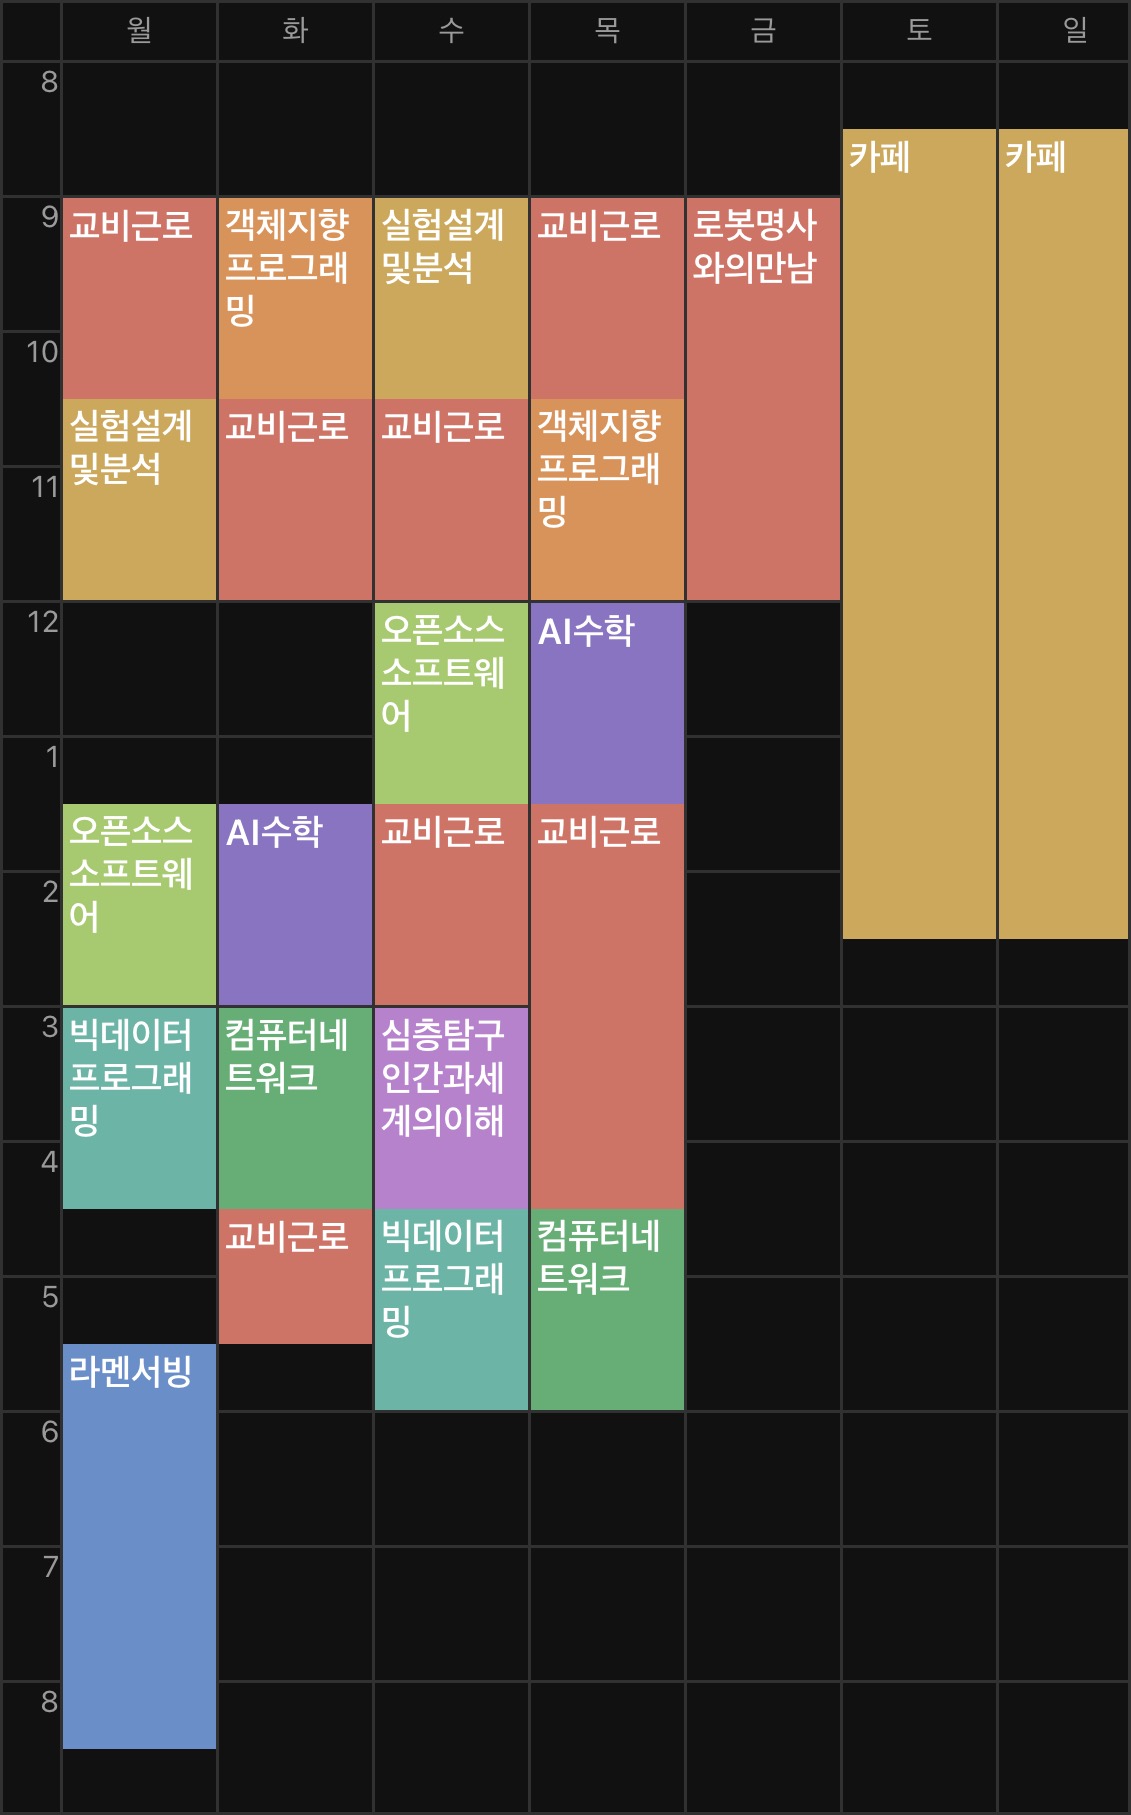 월 화 수 목 금 토 일
8
카페
카페
9
교비근로
객체지향
프로그래
밍
실험설계
및분석
교비근로
로봇명사
와의만남
10
실험설계
및분석
교비근로
교비근로
객체지향
프로그래
밍
11
12
오픈소스
소프트웨
어
AI수학
1
오픈소스
소프트웨
어
AI수학
교비근로
교비근로
2
3
빅데이터
프로그래
밍
컴퓨터네
트워크
심층탐구
인간과세
계의이해
4
교비근로
빅데이터
프로그래
밍
컴퓨터네
트워크
5
라멘서빙
6
7
8